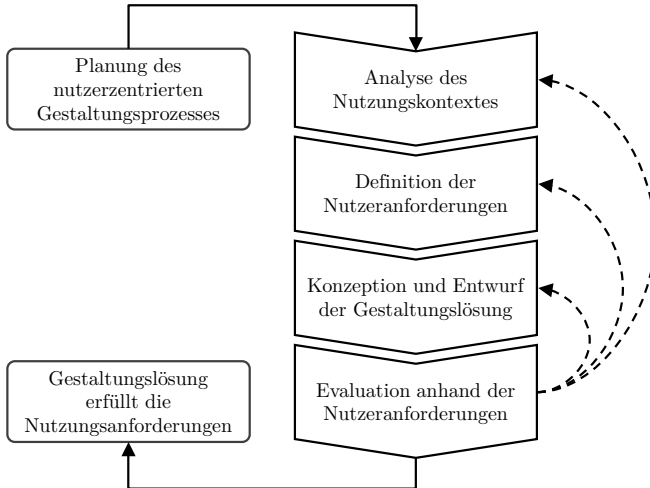 Planung des
nutzerzentrierten
Gestaltungsprozesses
Analyse des
Nutzungskontextes
Definition der
Nutzeranforderungen
Konzeption und Entwurf
der Gestaltungslösung
Evaluation anhand der
Nutzeranforderungen
Gestaltungslösung
erfüllt die
Nutzungsanforderungen